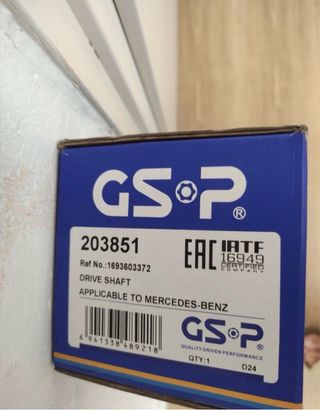 GSP®
203851
Ref No.:1693603372
DRIVE SHAFT
APPLICABLE TO MERCEDES-BENZ
EAC IATF
16949
CERTIFIED
COMPANY
6 941338 489218
GSP®
QUALITY DRIVEN PERFORMANCE
QTY:1
D24